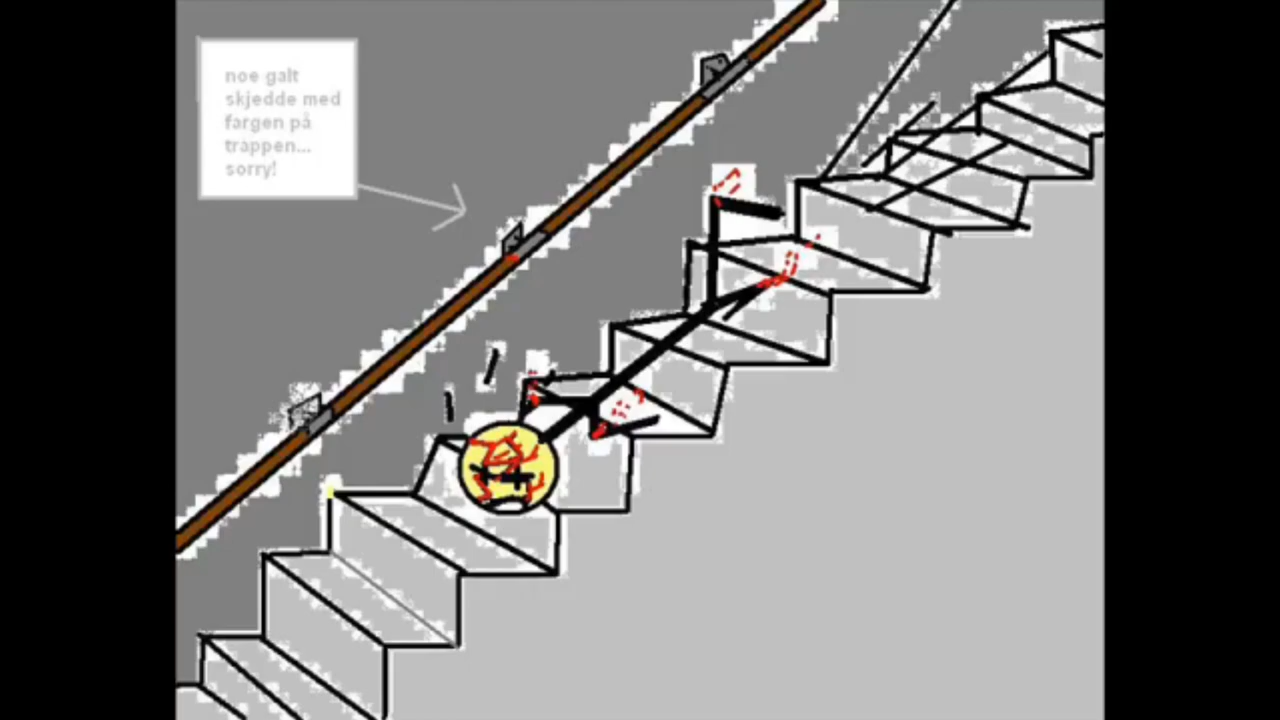 noe galt
skjedde med
fargen på
trappen...
sorry!